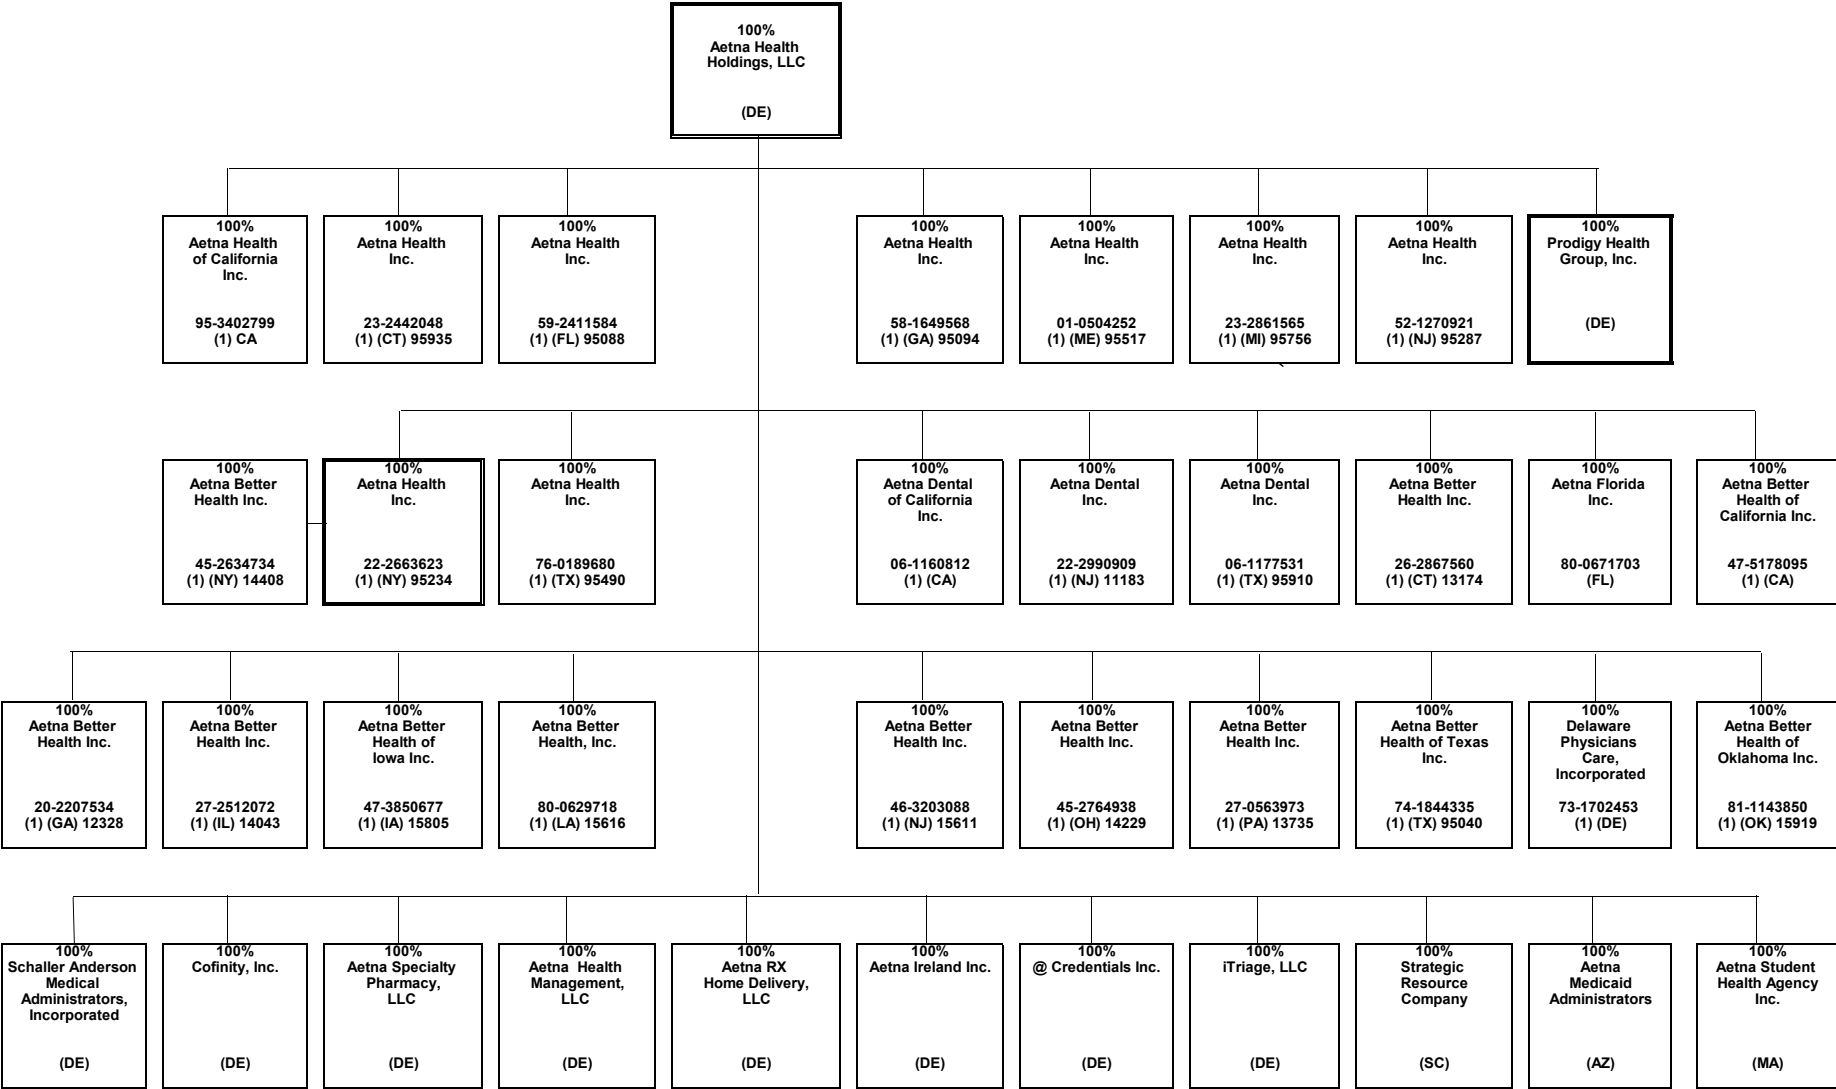 100%
Aetna Health
Holdings, LLC
(DE)
100%
Aetna Health
of California
Inc.
95-3402799
(1) CA
100%
Aetna Health
Inc.
23-2442048
(1) (CT) 95935
100%
Aetna Health
Inc.
59-2411584
(1) (FL) 95088
100%
Aetna Health
Inc.
58-1649568
(1) (GA) 95094
100%
Aetna Health
Inc.
01-0504252
(1) (ME) 95517
100%
Aetna Health
Inc.
23-2861565
(1) (MI) 95756
100%
Aetna Health
Inc.
52-1270921
(1) (NJ) 95287
100%
Prodigy Health
Group, Inc.
(DE)
100%
Aetna Better
Health Inc.
45-2634734
(1) (NY) 14408
100%
Aetna Health
Inc.
22-2663623
(1) (NY) 95234
100%
Aetna Health
Inc.
76-0189680
(1) (TX) 95490
100%
Aetna Dental
of California
Inc.
06-1160812
(1) (CA)
100%
Aetna Dental
Inc.
22-2990909
(1) (NJ) 11183
100%
Aetna Dental
Inc.
06-1177531
(1) (TX) 95910
100%
Aetna Better
Health Inc.
26-2867560
(1) (CT) 13174
100%
Aetna Florida
Inc.
80-0671703
(FL)
100%
Aetna Better
Health of
California Inc.
47-5178095
(1) (CA)
100%
Aetna Better
Health Inc.
20-2207534
(1) (GA) 12328
100%
Aetna Better
Health Inc.
27-2512072
(1) (IL) 14043
100%
Aetna Better
Health of
Iowa Inc.
47-3850677
(1) (IA) 15805
100%
Aetna Better
Health, Inc.
80-0629718
(1) (LA) 15616
100%
Aetna Better
Health Inc.
46-3203088
(1) (NJ) 15611
100%
Aetna Better
Health Inc.
45-2764938
(1) (OH) 14229
100%
Aetna Better
Health Inc.
27-0563973
(1) (PA) 13735
100%
Aetna Better
Health of Texas
Inc.
74-1844335
(1) (TX) 95040
100%
Delaware
Physicians
Care,
Incorporated
73-1702453
(1) (DE)
100%
Aetna Better
Health of
Oklahoma Inc.
81-1143850
(1) (OK) 15919
100%
Schaller Anderson
Medical
Administrators,
Incorporated
(DE)
100%
Cofinity, Inc.
(DE)
100%
Aetna Specialty
Pharmacy,
LLC
(DE)
100%
Aetna Health
Management,
LLC
(DE)
100%
Aetna RX
Home Delivery,
LLC
(DE)
100%
Aetna Ireland Inc.
(DE)
100%
@ Credentials Inc.
(DE)
100%
iTriage, LLC
(DE)
100%
Strategic
Resource
Company
(SC)
100%
Aetna
Medicaid
Administrators
(AZ)
100%
Aetna Student
Health Agency
Inc.
(MA)